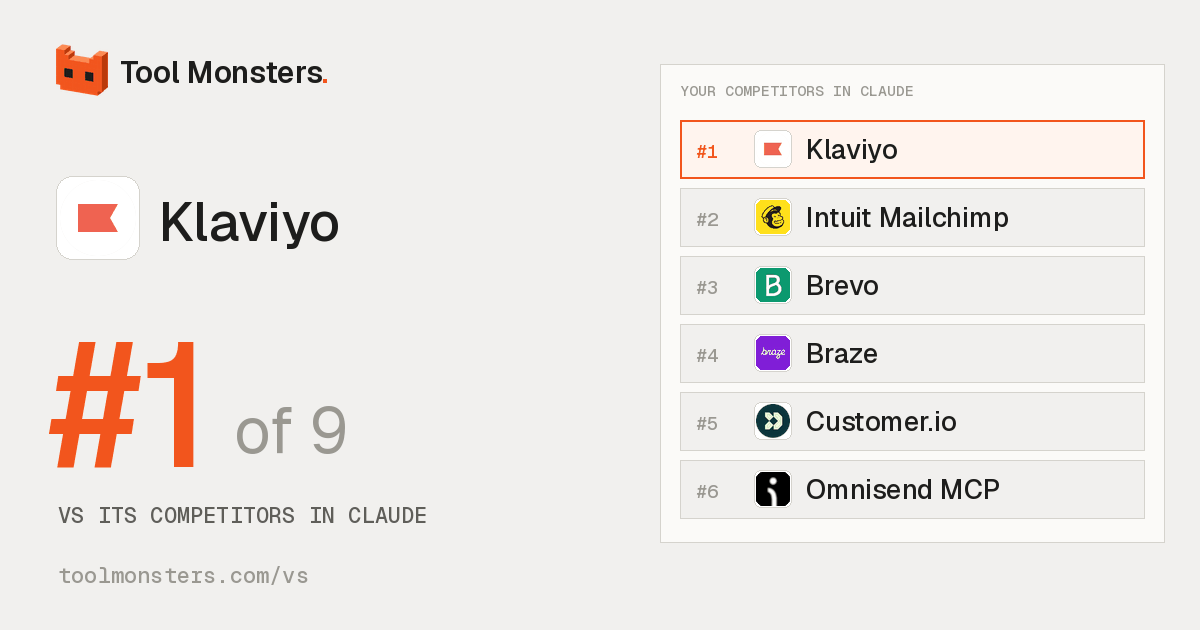 Tool Monsters.
Klaviyo
#1 of 9
VS ITS COMPETITORS IN CLAUDE
toolmonsters.com/vs
YOUR COMPETITORS IN CLAUDE
#1 Klaviyo
#2 Intuit Mailchimp
#3 B Brevo
#4 braze Braze
#5 Customer.io
#6 Omnisend MCP